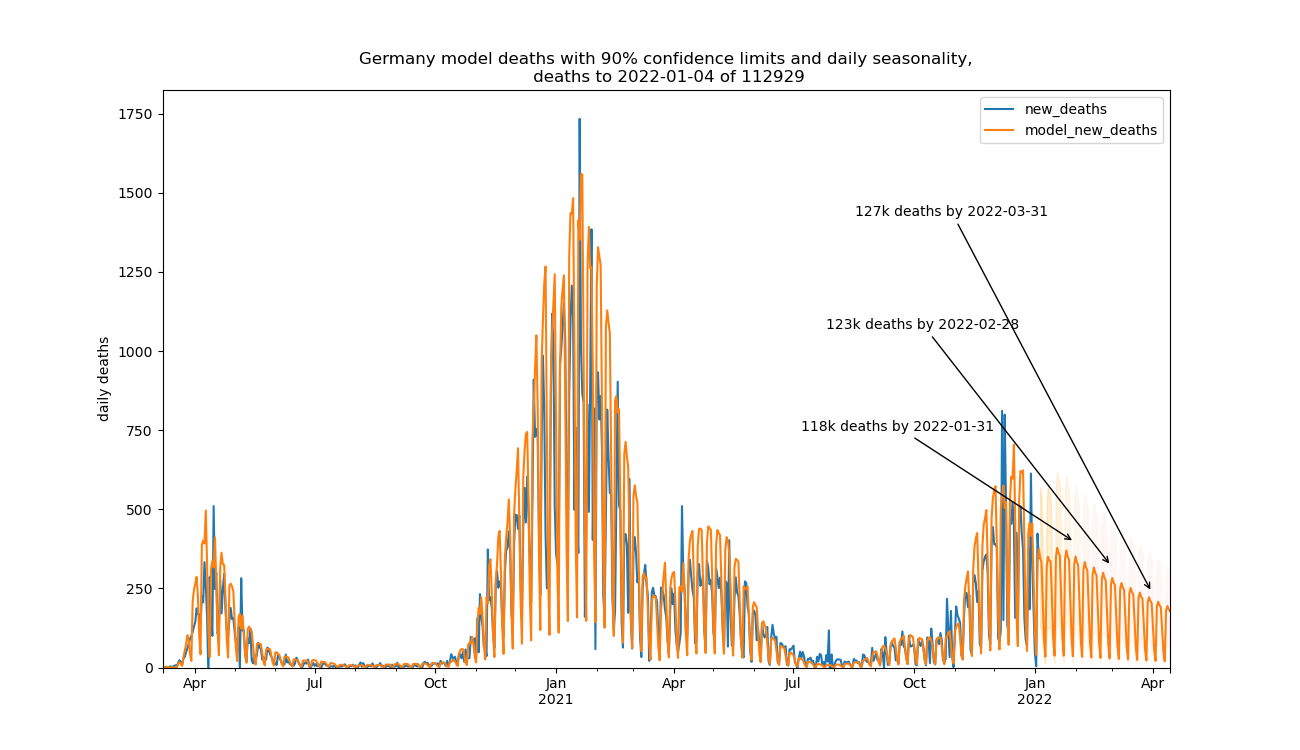 Germany model deaths with 90% confidence limits and daily seasonality,
deaths to 2022-01-04 of 112929
new_deaths
model_new_deaths
daily deaths
1750
1500
1250
1000
750
500
250
0
127k deaths by 2022-03-31
123k deaths by 2022-02-28
118k deaths by 2022-01-31
Apr Jul Oct Jan Apr Jul Oct Jan Apr
2021 2022